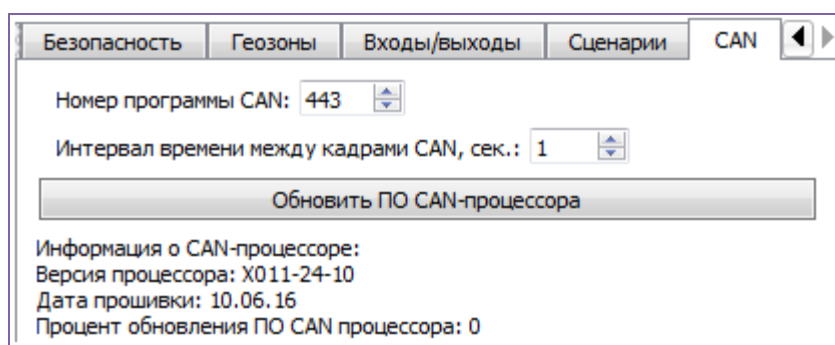 Безопасность Геозоны Входы/выходы Сценарии CAN
Номер программы CAN: 443
Интервал времени между кадрами CAN, сек.: 1
Обновить ПО CAN-процессора
Информация о CAN-процессоре:
Версия процессора: X011-24-10
Дата прошивки: 10.06.16
Процент обновления ПО CAN процессора: 0